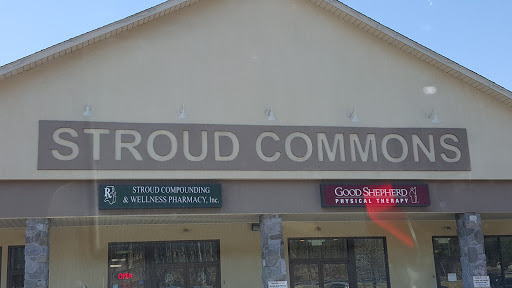 STROUD COMMONS
STROUD COMPOUNDING
& WELLNESS PHARMACY, Inc.
GOOD SHEPHERD
PHYSICAL THERAPY